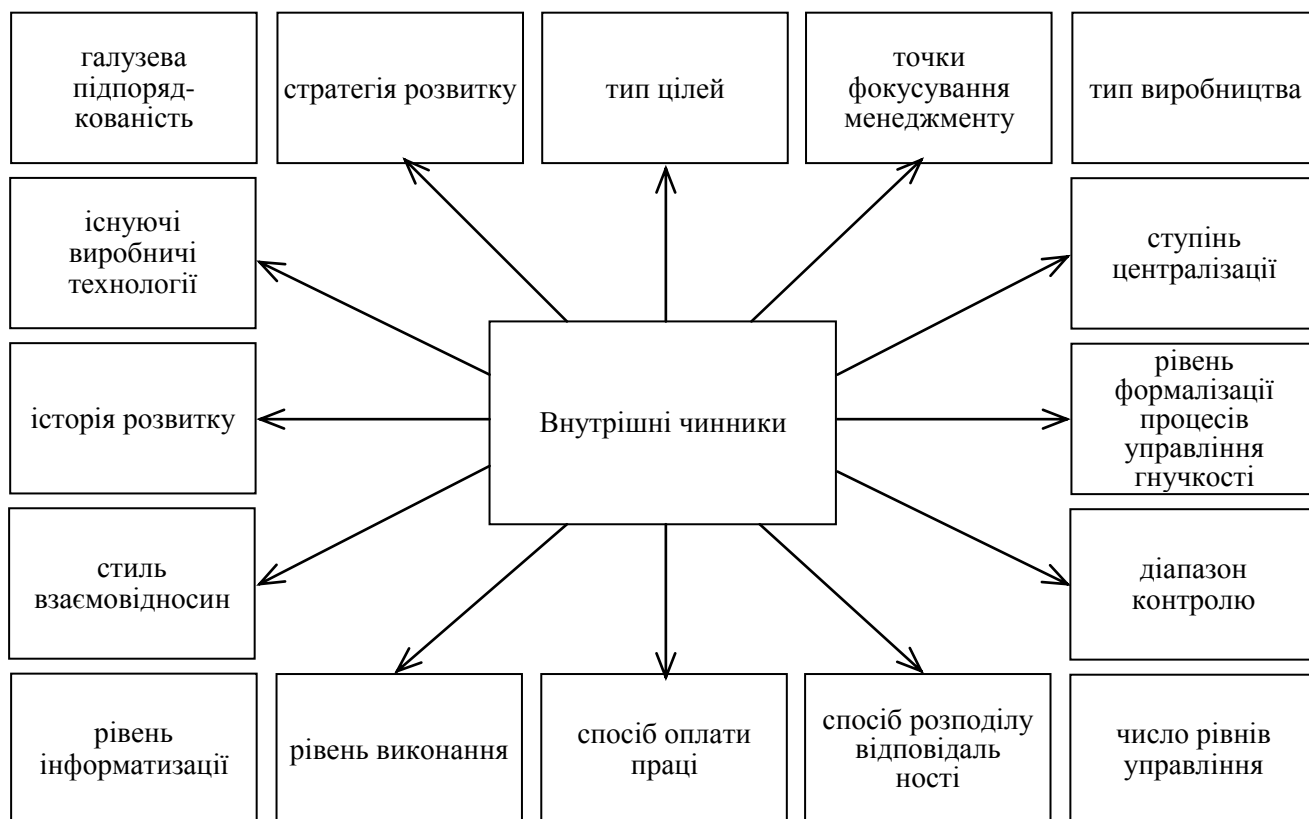 галузева
підпоряд-
кованість
стратегія розвитку
тип цілей
точки
фокусування
менеджменту
тип виробництва
існуючі
виробничі
технології
ступінь
централізації
історія розвитку
Внутрішні чинники
рівень
формалізації
процесів
управління
гнучкості
стиль
взаємовідносин
діапазон
контролю
рівень
інформатизації
рівень виконання
спосіб оплати
праці
спосіб розподілу
відповідаль
ності
число рівнів
управління